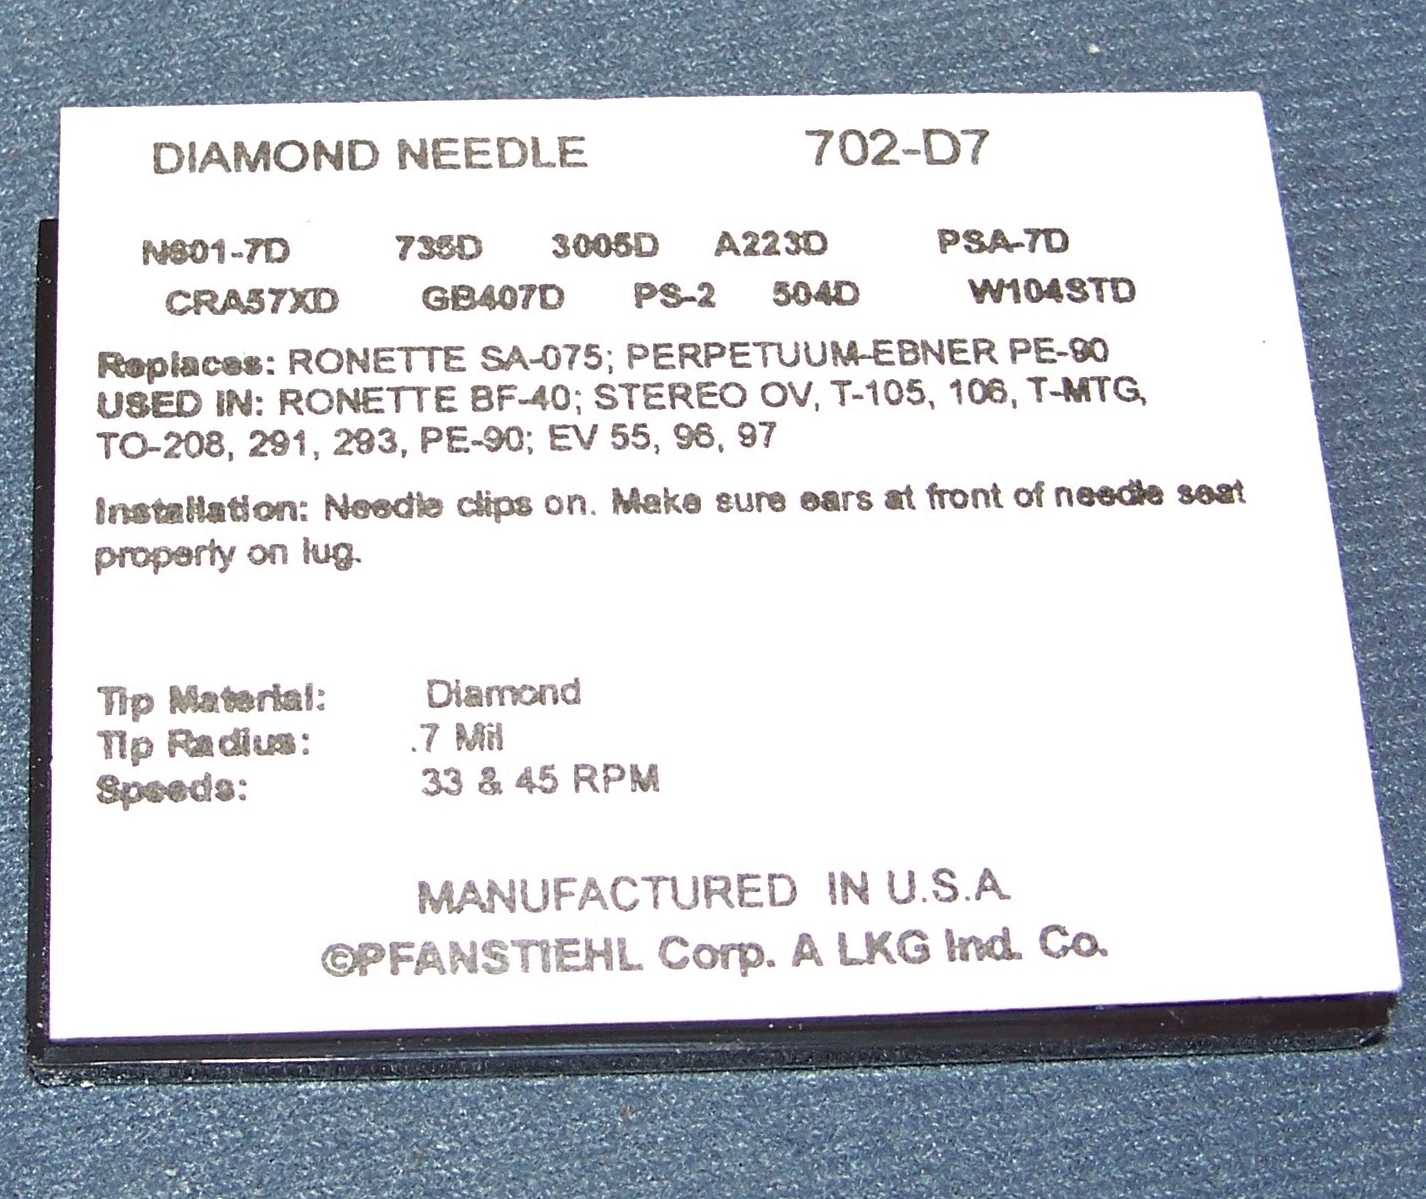 DIAMOND NEEDLE 702-D7
N601-7D 735D 3005D A223D PSA-7D
CRA57XD GB407D PS-2 504D W104STD
Replaces: RONETTE SA-075; PERPETUUM-EBNER PE-90
USED IN: RONETTE BF-40; STEREO OV, T-105, 106, T-MTG,
TO-208, 291, 293, PE-90; EV 55, 96, 97
Installation: Needle clips on. Make sure ears at front of needle seat
properly on lug.
Tip Material: Diamond
Tip Radius: .7 Mil
Speeds: 33 & 45 RPM
MANUFACTURED IN U.S.A.
©PFANSTIEHL Corp. A LKG Ind. Co.